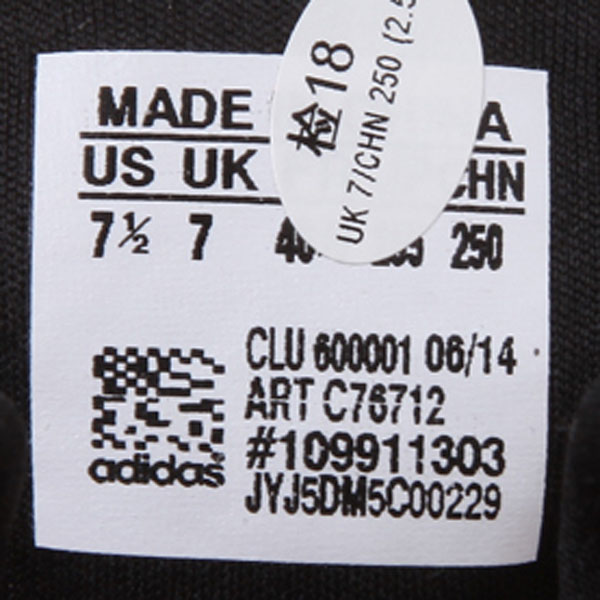 MADE
US UK CHN
7½ 7 250
CLU 600001 06/14
ART C76712
#109911303
JYJ5DM5C00229
adidas
检18
UK 7/CHN 250 (2.5